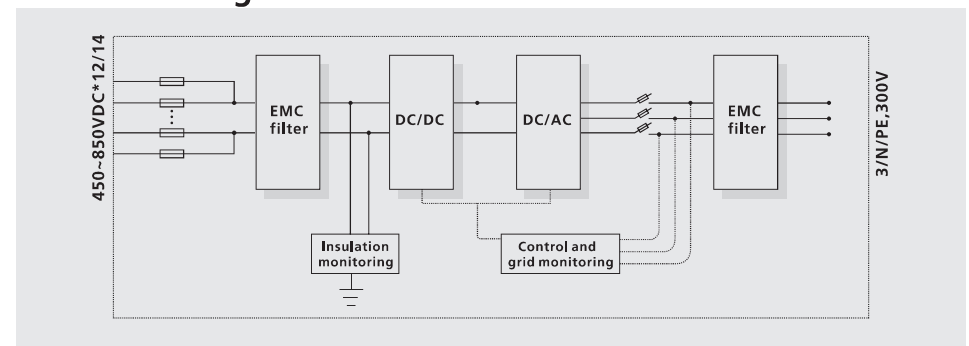 450~850VDC*12/14
EMC
filter
DC/DC
DC/AC
EMC
filter
3/N/PE,300V
Insulation
monitoring
Control and
grid monitoring